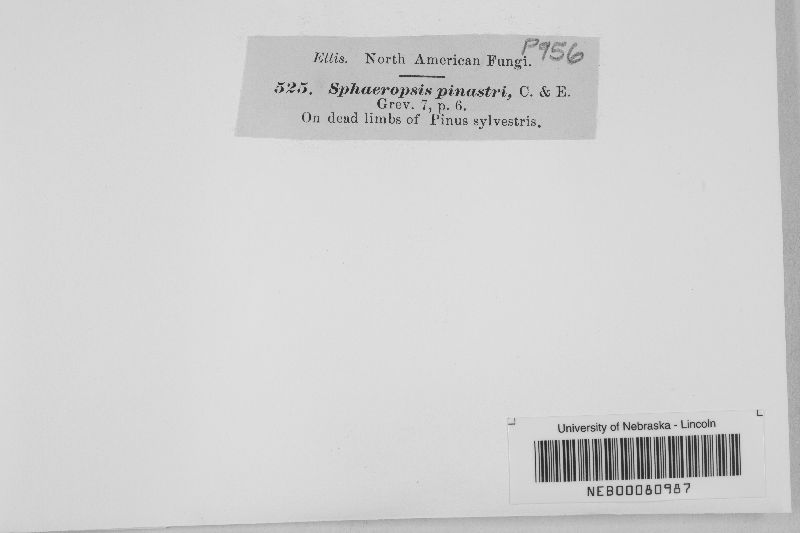 P956
Ellis. North American Fungi.
525. Sphaeropsis pinastri, C. & E.
Grev. 7, p. 6.
On dead limbs of Pinus sylvestris.
University of Nebraska - Lincoln
NEB00080987